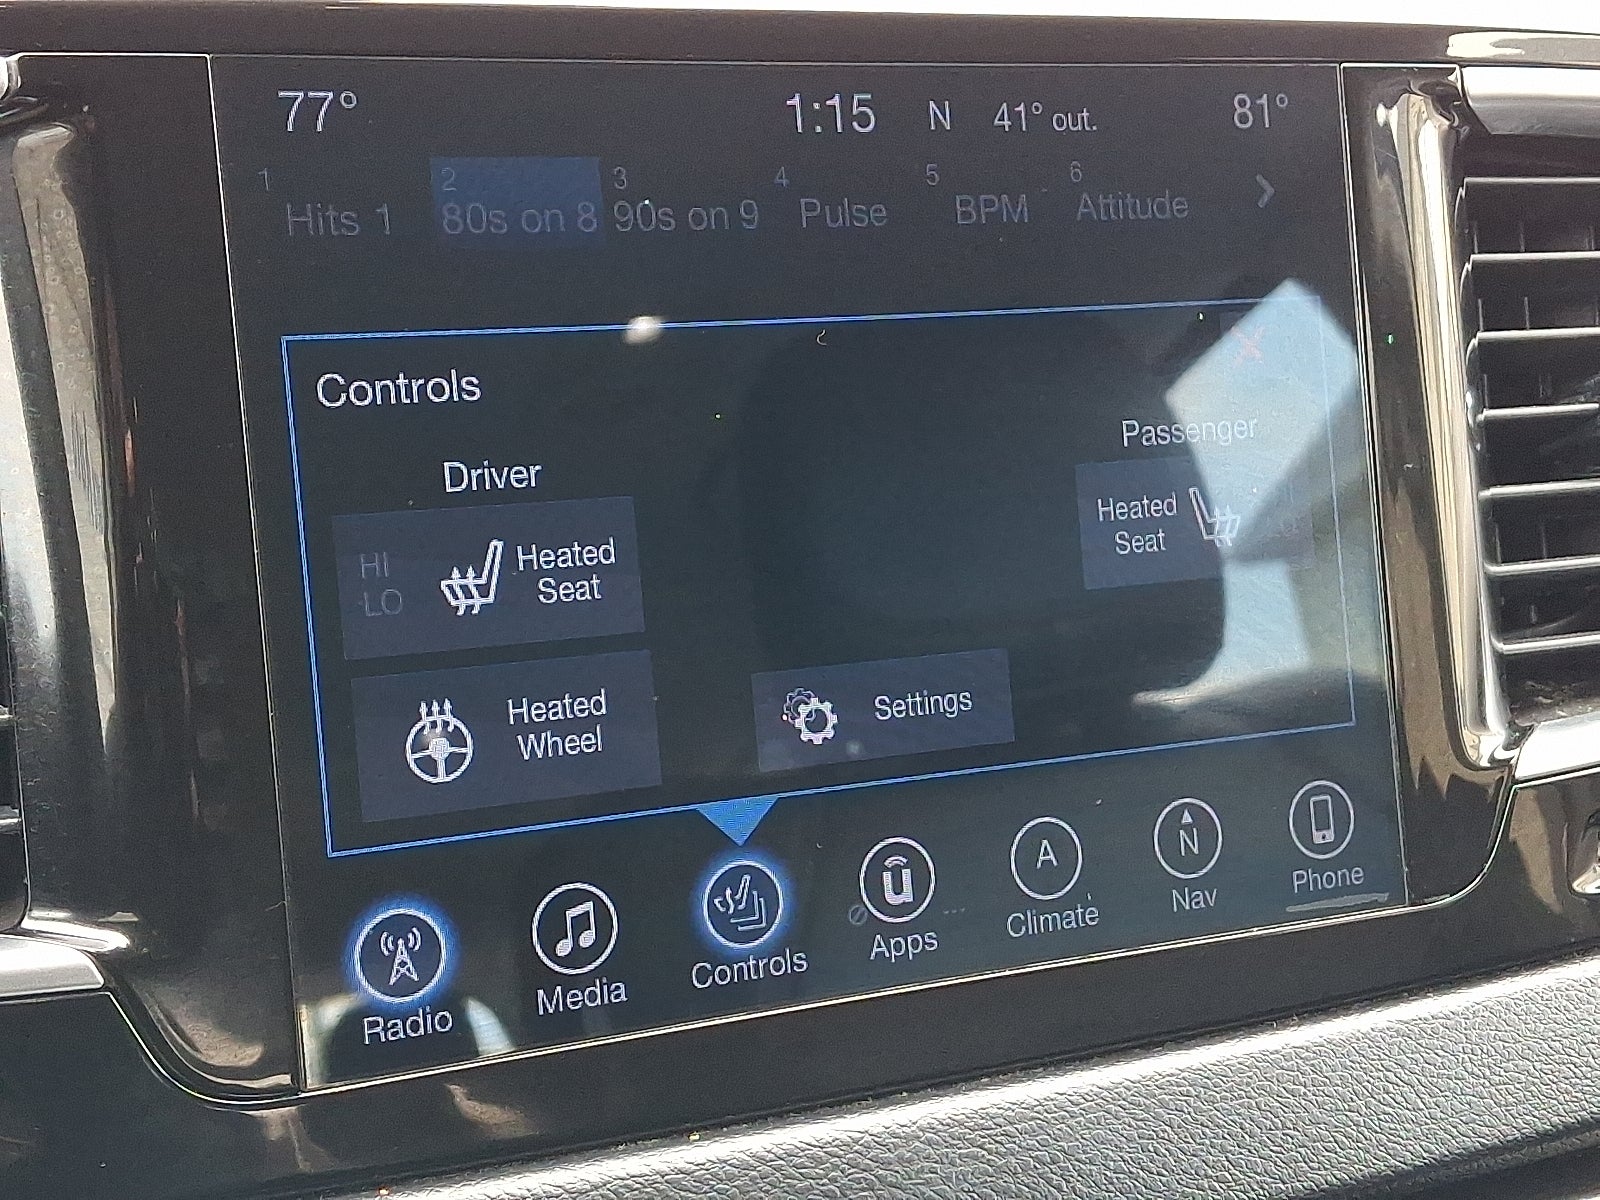 77° 1:15 N 41° out. 81°
1 2 3 4 5 6
Hits 1 80s on 8 90s on 9 Pulse BPM Attitude
Controls
Driver
Passenger
HI
LO
Heated
Seat
Heated
Seat
Heated
Wheel
Settings
A
N
Radio
Media
Controls
Apps
Climate
Nav
Phone